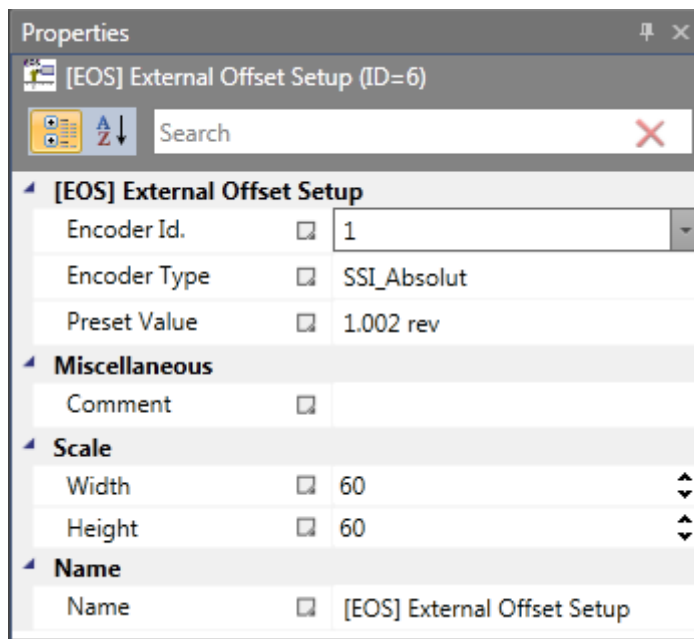 Properties
[EOS] External Offset Setup (ID=6)
A Z Search
[EOS] External Offset Setup
Encoder Id. 1
Encoder Type SSI_Absolut
Preset Value 1.002 rev
Miscellaneous
Comment
Scale
Width 60
Height 60
Name
Name [EOS] External Offset Setup